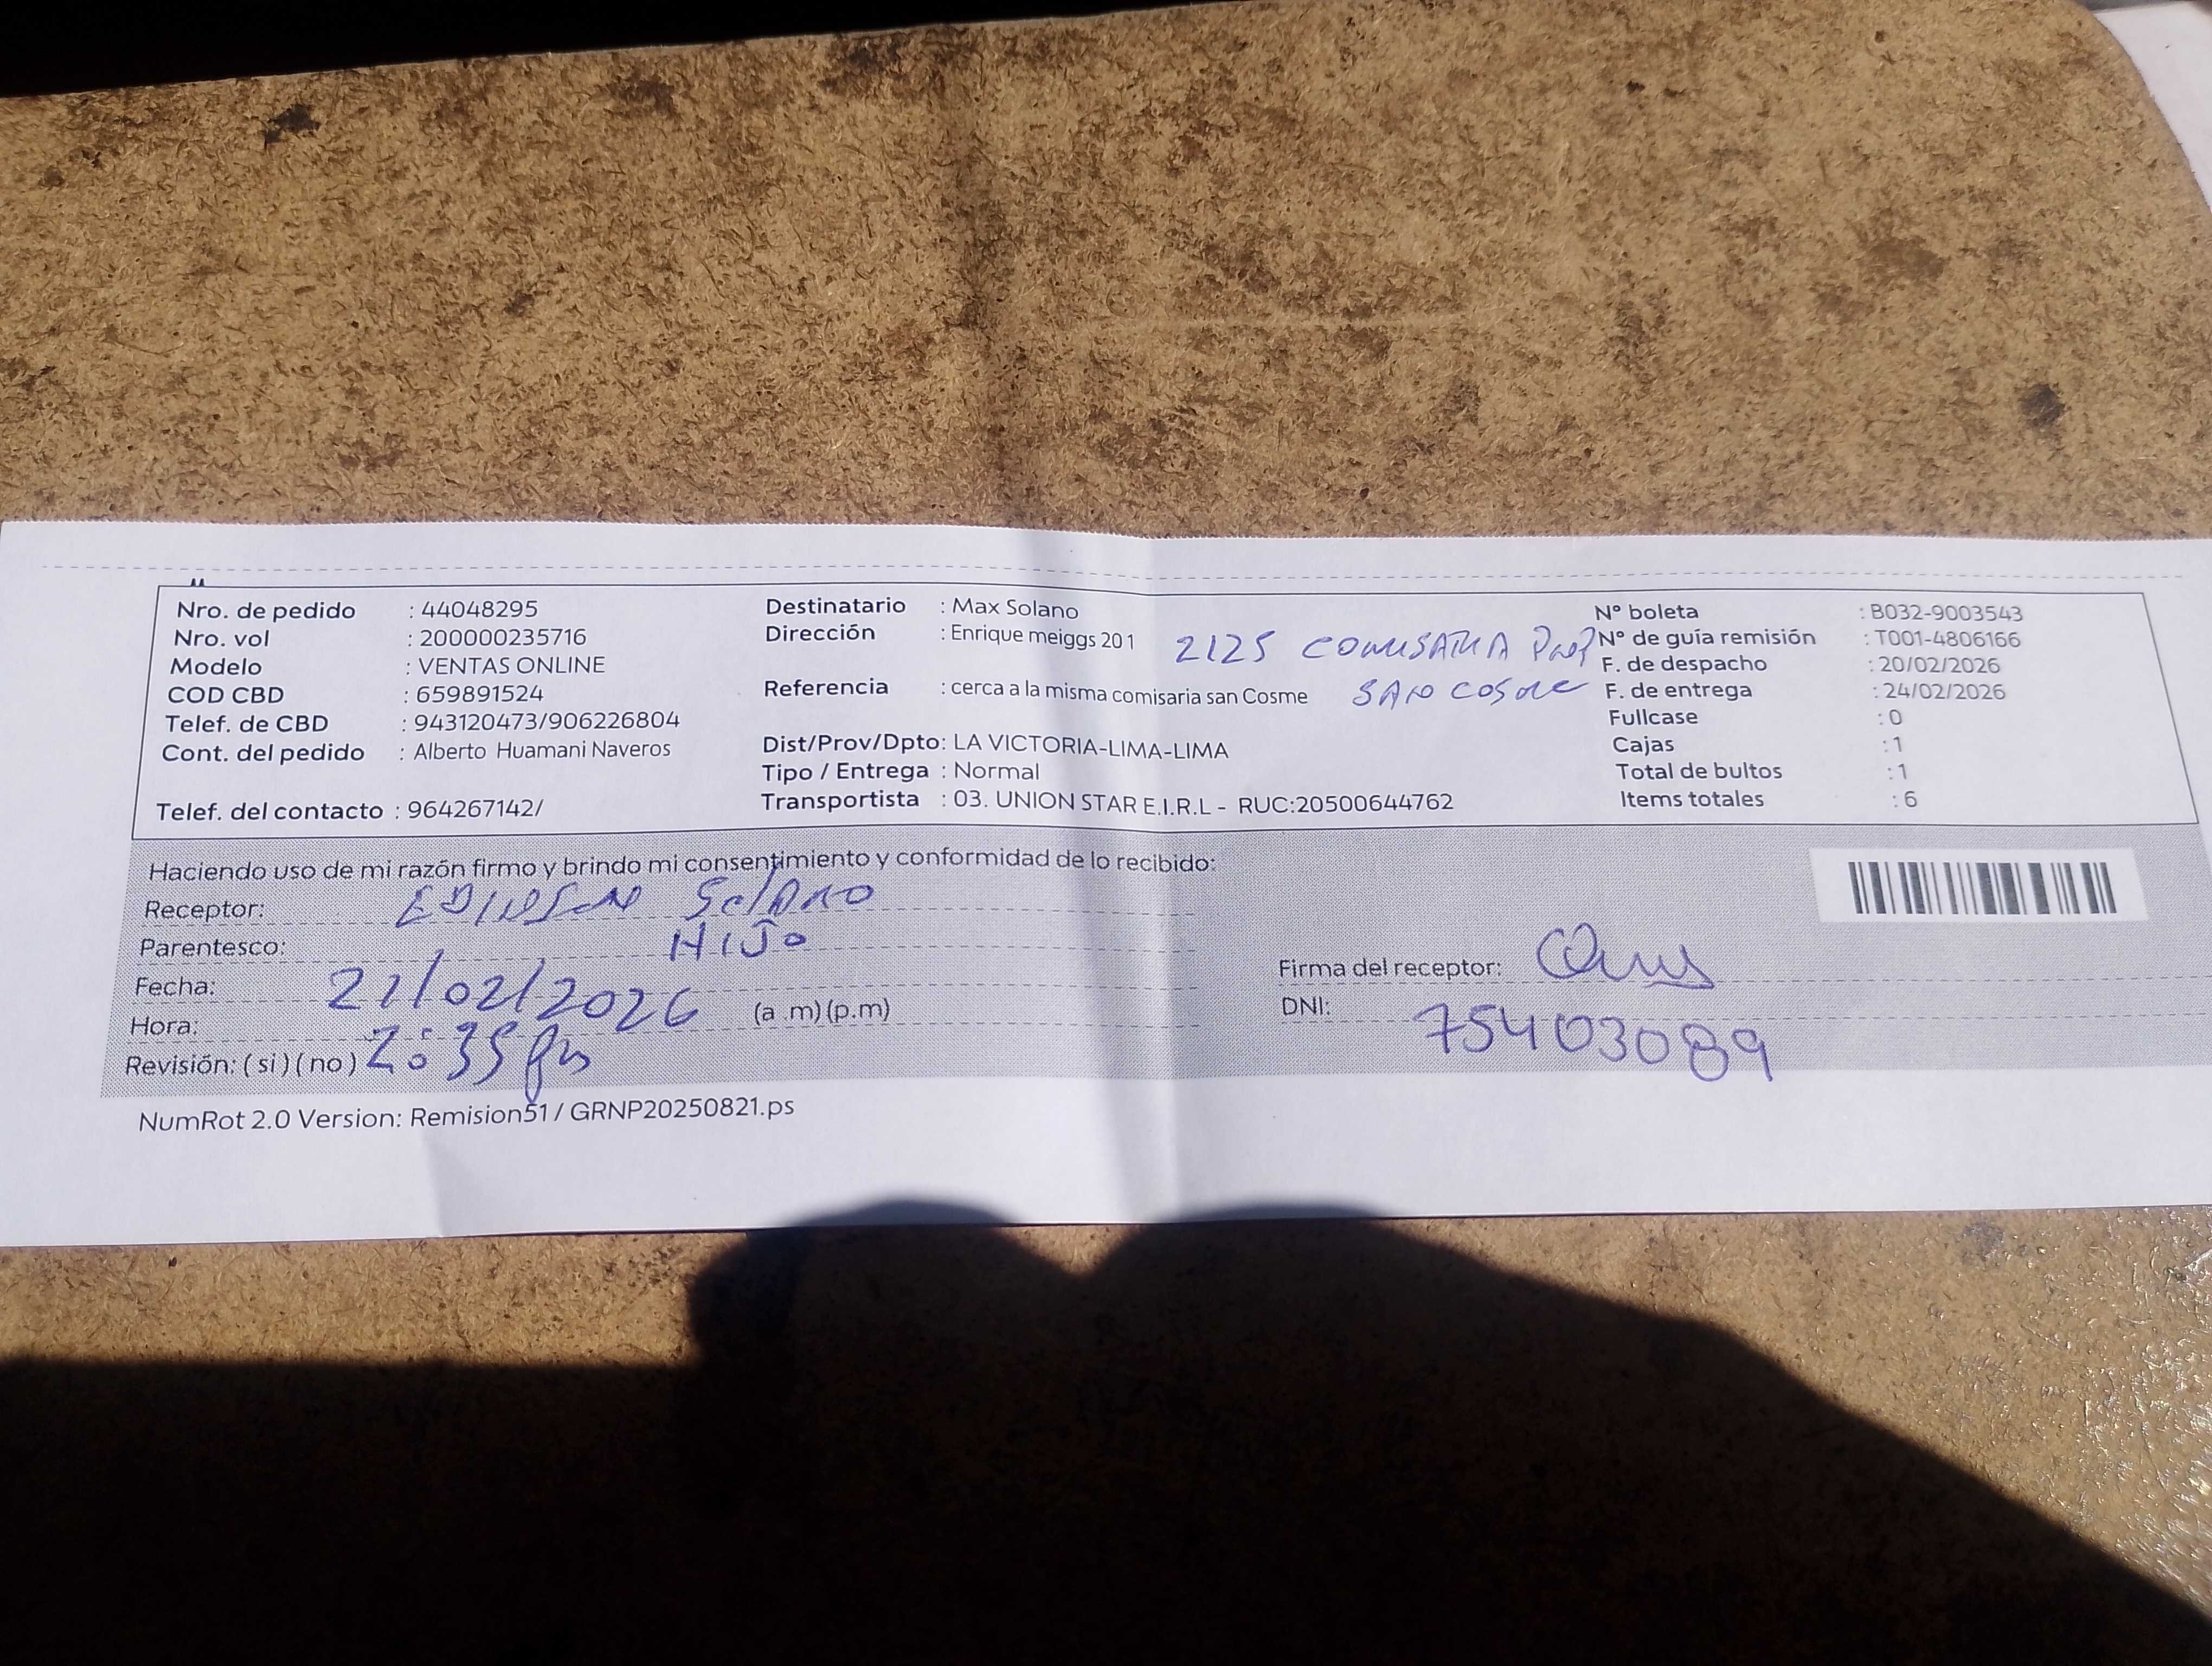 Nro. de pedido : 44048295
Nro. vol : 200000235716
Modelo : VENTAS ONLINE
COD CBD : 659891524
Telef. de CBD : 943120473/906226804
Cont. del pedido : Alberto Huamani Naveros
Telef. del contacto : 964267142/
Destinatario : Max Solano
Dirección : Enrique meiggs 201 2125 COMISARIA
Referencia : cerca a la misma comisaria san Cosme SAN COSME
Dist/Prov/Dpto: LA VICTORIA-LIMA-LIMA
Tipo / Entrega : Normal
Transportista : 03. UNION STAR E.I.R.L - RUC:20500644762
N° boleta : B032-9003543
N° de guía remisión : T001-4806166
F. de despacho : 20/02/2026
F. de entrega : 24/02/2026
Fullcase : 0
Cajas : 1
Total de bultos : 1
Items totales : 6
Haciendo uso de mi razón firmo y brindo mi consentimiento y conformidad de lo recibido:
Receptor: Solano
Parentesco: HIJO
Fecha: 21/02/2026
Hora: 2:35 pm (a .m) (p.m)
Revisión: ( si ) ( no )
Firma del receptor:
DNI: 75403089
NumRot 2.0 Version: Remision51 / GRNP20250821.ps